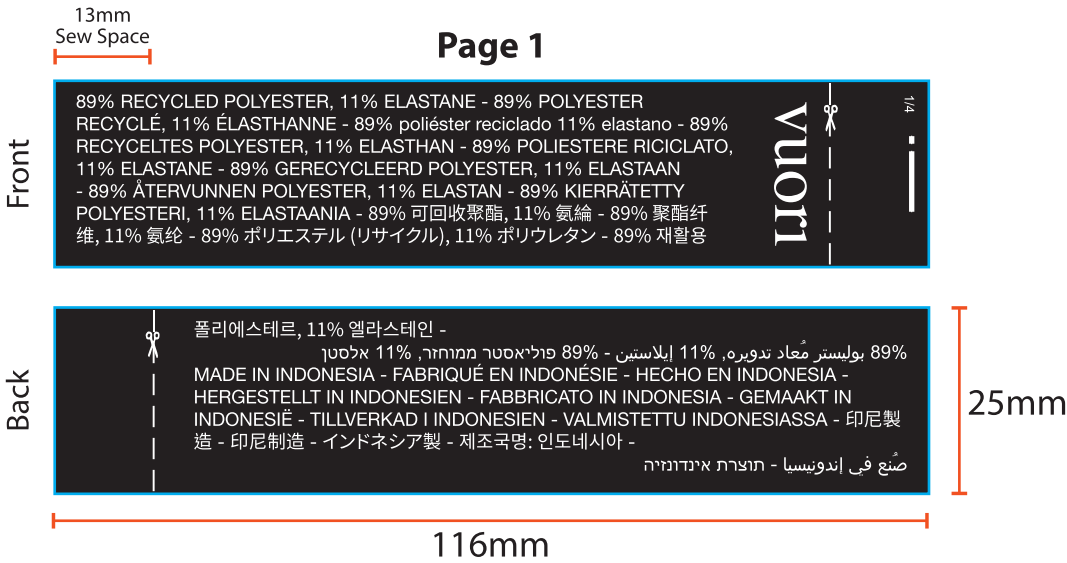 13mm
Sew Space
Page 1
Front
89% RECYCLED POLYESTER, 11% ELASTANE - 89% POLYESTER
RECYCLÉ, 11% ÉLASTHANNE - 89% poliéster reciclado 11% elastano - 89%
RECYCELTES POLYESTER, 11% ELASTHAN - 89% POLIESTERE RICICLATO,
11% ELASTANE - 89% GERECYCLEERD POLYESTER, 11% ELASTAAN
- 89% ÅTERVUNNEN POLYESTER, 11% ELASTAN - 89% KIERRÄTETTY
POLYESTERI, 11% ELASTAANIA - 89% 可回收聚酯, 11% 氨綸 - 89% 聚酯纤
维, 11% 氨纶 - 89% ポリエステル (リサイクル), 11% ポリウレタン - 89% 재활용
vuori
1/4
Back
폴리에스테르, 11% 엘라스테인 -
89% بوليستر مُعاد تدويره, 11% إيلاستين - 89% פוליאסטר ממוחזר, 11% אלסטן
MADE IN INDONESIA - FABRIQUÉ EN INDONÉSIE - HECHO EN INDONESIA -
HERGESTELLT IN INDONESIEN - FABBRICATO IN INDONESIA - GEMAAKT IN
INDONESIË - TILLVERKAD I INDONESIEN - VALMISTETTU INDONESIASSA - 印尼製
造 - 印尼制造 - インドネシア製 - 제조국명: 인도네시아 -
صُنع في إندونيسيا - תוצרת אינדונזיה
25mm
116mm